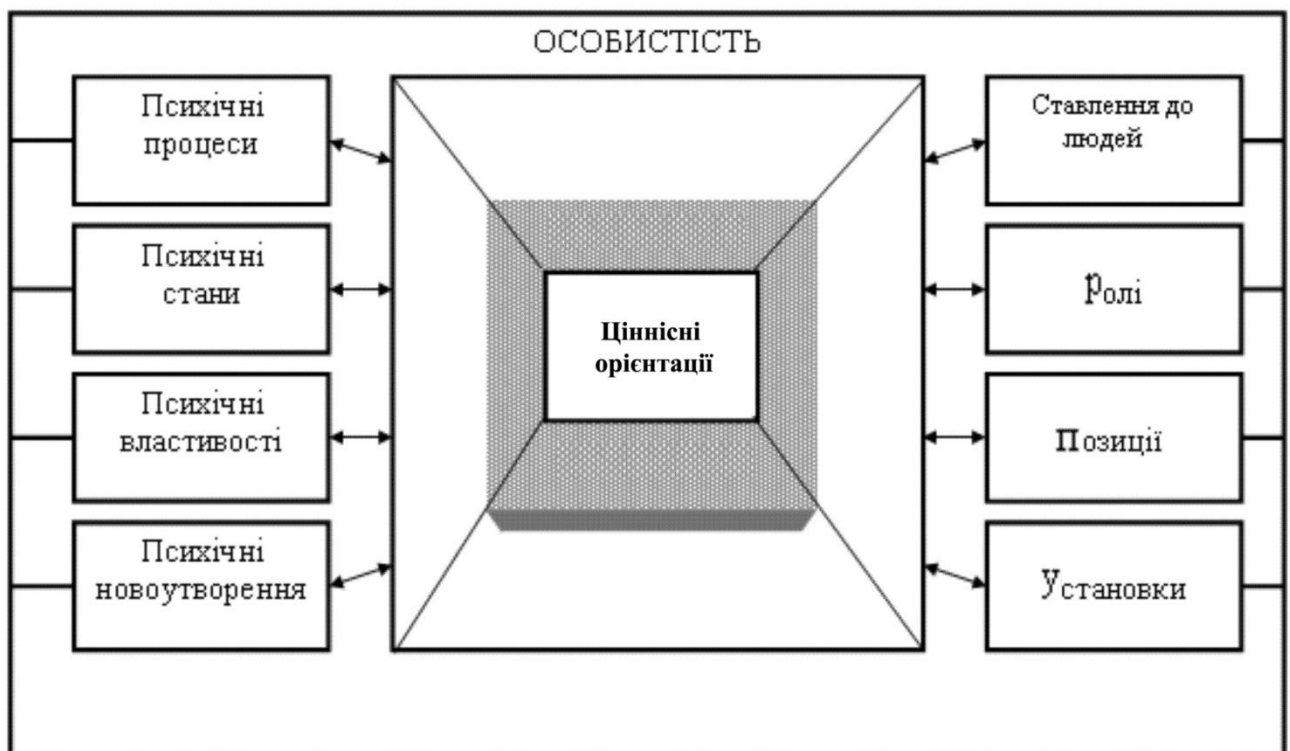 ОСОБИСТІСТЬ
Психічні
процеси
Психічні
стани
Психічні
властивості
Психічні
новоутворення
Ціннісні
орієнтації
Ставлення до
людей
Ролі
Позиції
Установки